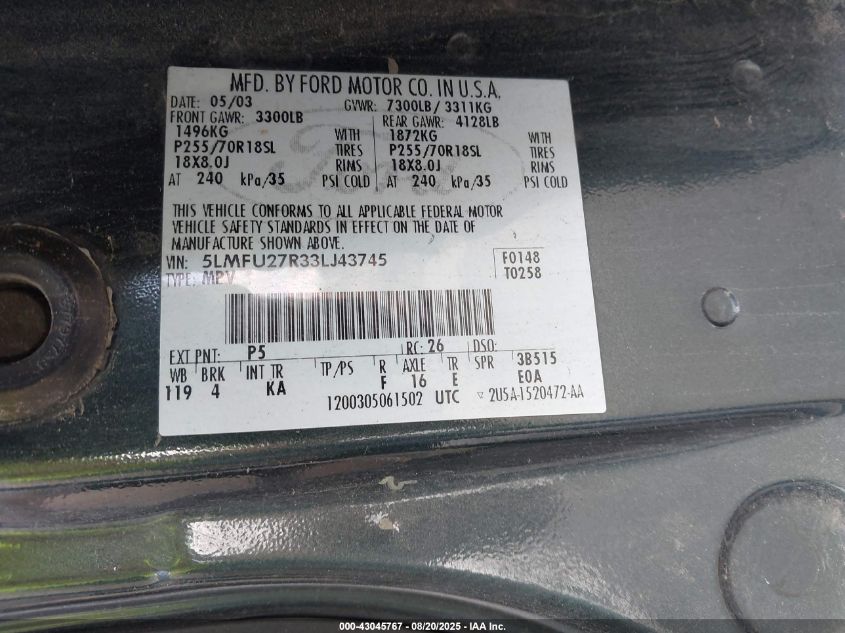 MFD. BY FORD MOTOR CO. IN U.S.A.
DATE: 05/03 GVWR: 7300LB / 3311KG
FRONT GAWR: 3300LB REAR GAWR: 4128LB
1496KG WITH 1872KG WITH
P255/70R18SL TIRES P255/70R18SL TIRES
18X8.0J RIMS 18X8.0J RIMS
AT 240 kPa/35 PSI COLD AT 240 kPa/35 PSI COLD
THIS VEHICLE CONFORMS TO ALL APPLICABLE FEDERAL MOTOR
VEHICLE SAFETY STANDARDS IN EFFECT ON THE DATE OF
MANUFACTURE SHOWN ABOVE.
VIN: 5LMFU27R33LJ43745 F0148
TYPE: MPV T0258
EXT PNT: P5 RC: 26 DSO:
WB BRK INT TR TP/PS R AXLE TR SPR 3B515
119 4 KA F 16 E E0A
1200305061502 UTC 2U5A-1520472-AA
000-43045767 - 08/20/2025 - IAA Inc.